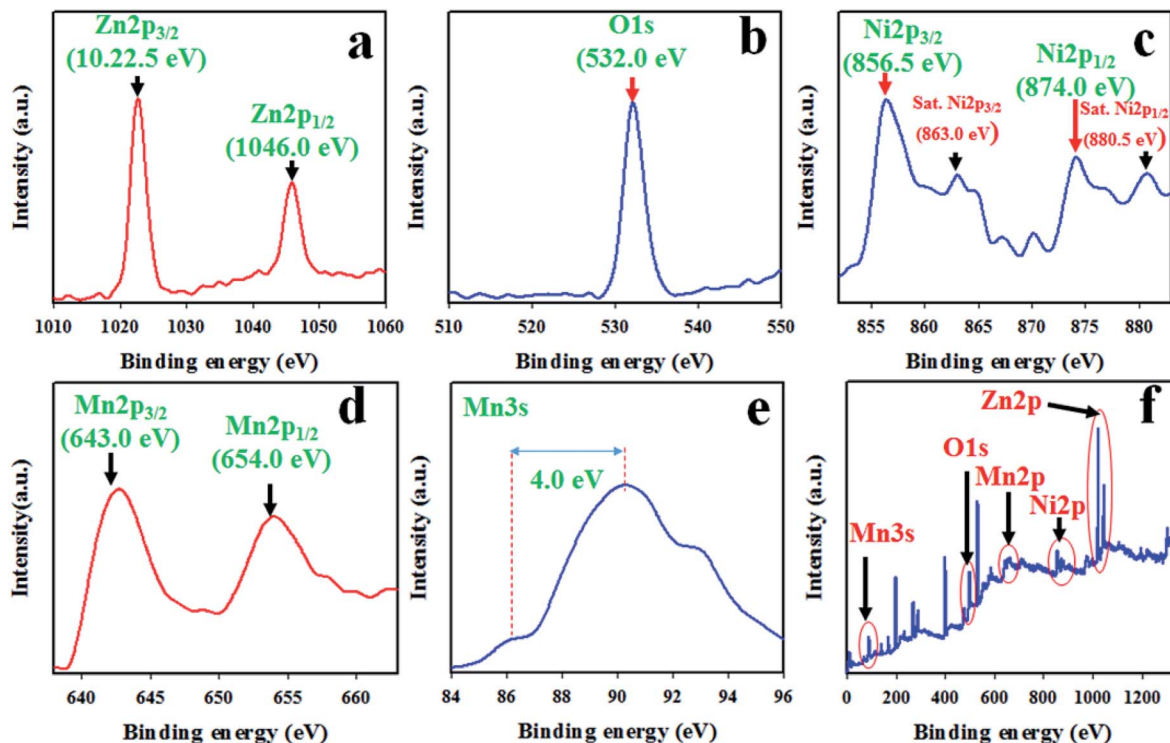 a
Zn2p3/2
(10.22.5 eV)
Zn2p1/2
(1046.0 eV)
Intensity (a.u.)
1010 1020 1030 1040 1050 1060
Binding energy (eV)
b
O1s
(532.0 eV
Intensity (a.u.)
510 520 530 540 550
Binding energy (eV)
c
Ni2p3/2
(856.5 eV)
Ni2p1/2
(874.0 eV)
Sat. Ni2p3/2
(863.0 eV)
Sat. Ni2p1/2
(880.5 eV)
Intensity (a.u.)
855 860 865 870 875 880
Binding energy (eV)
d
Mn2p3/2
(643.0 eV)
Mn2p1/2
(654.0 eV)
Intensity(a.u.)
640 645 650 655 660
Binding energy (eV)
e
Mn3s
4.0 eV
Intensity (a.u.)
84 86 88 90 92 94 96
Binding energy (eV)
f
Zn2p
O1s
Mn2p
Ni2p
Mn3s
Intensity (a.u.)
0 200 400 600 800 1000 1200
Binding energy (eV)